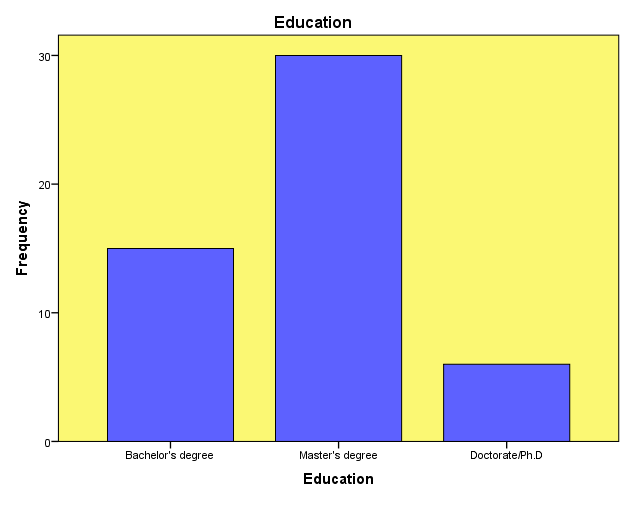 Education
30
20
10
0
Frequency
Bachelor's degree
Master's degree
Doctorate/Ph.D
Education